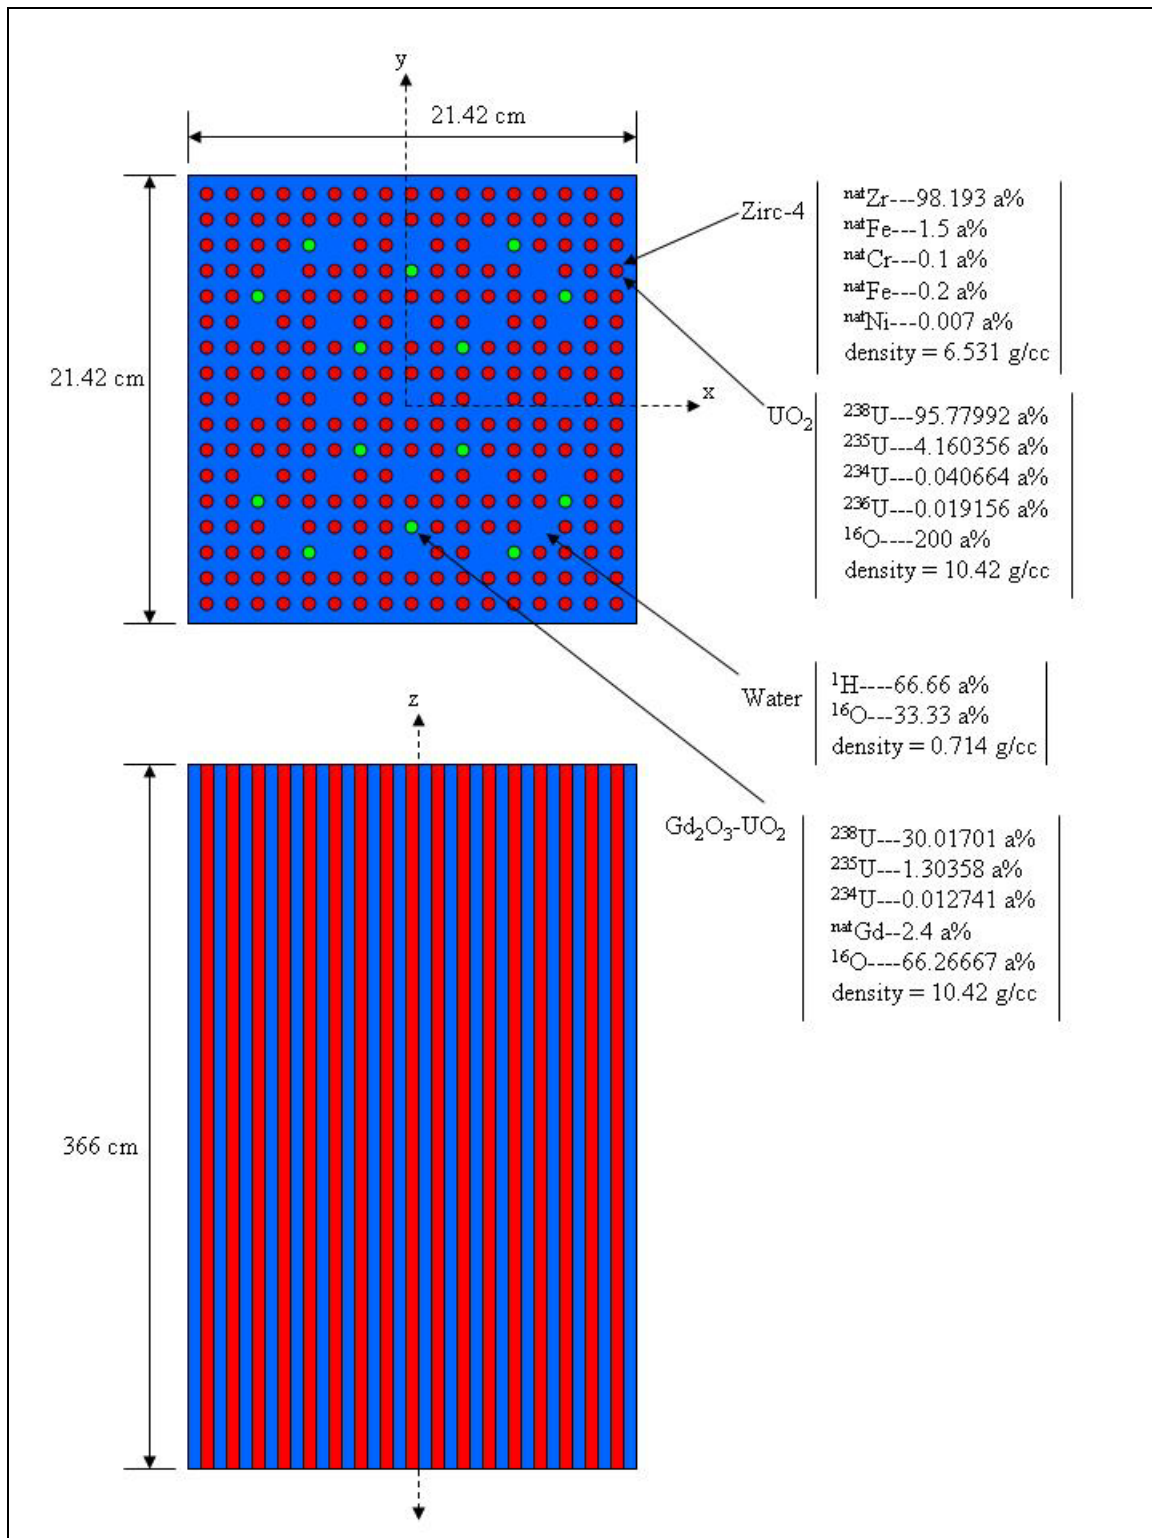 y
21.42 cm
21.42 cm
x
Zirc-4
natZr---98.193 a%
natFe---1.5 a%
natCr---0.1 a%
natFe---0.2 a%
natNi---0.007 a%
density = 6.531 g/cc
UO2
238U---95.77992 a%
235U---4.160356 a%
234U---0.040664 a%
236U---0.019156 a%
16O----200 a%
density = 10.42 g/cc
Water
1H----66.66 a%
16O---33.33 a%
density = 0.714 g/cc
z
366 cm
Gd2O3-UO2
238U---30.01701 a%
235U---1.30358 a%
234U---0.012741 a%
natGd--2.4 a%
16O----66.26667 a%
density = 10.42 g/cc